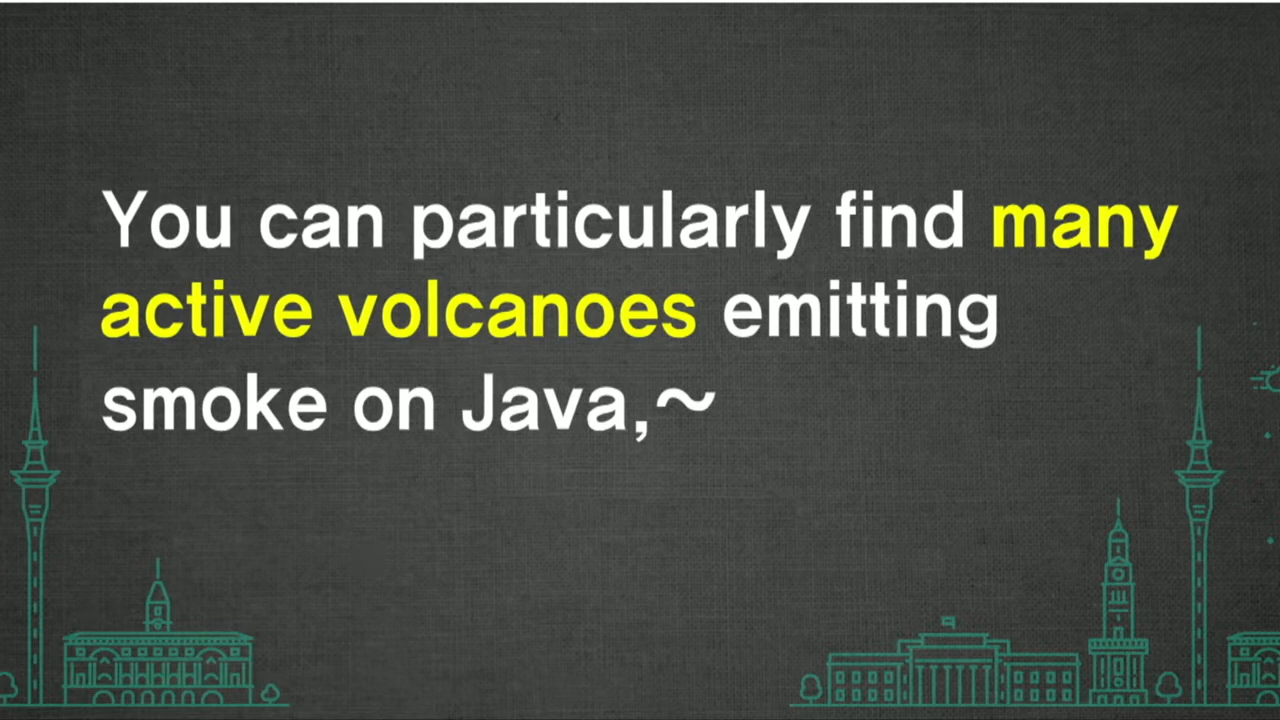 You can particularly find many
active volcanoes emitting
smoke on Java,~